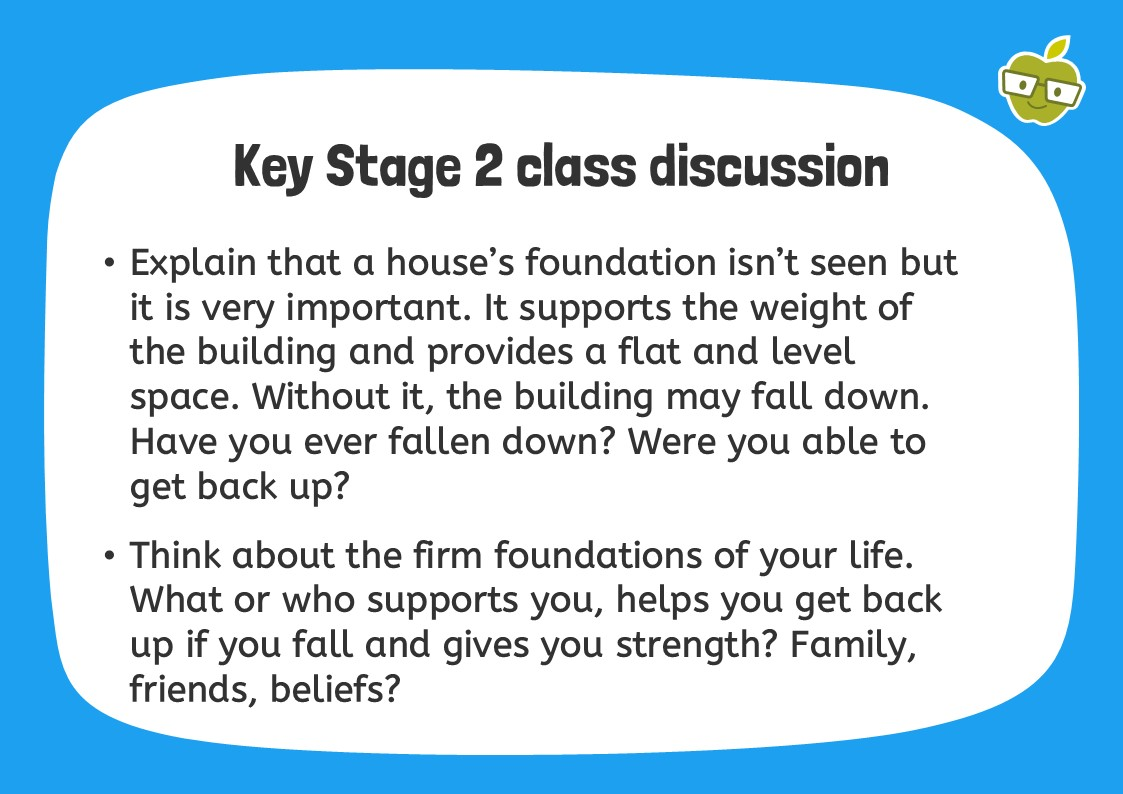 Key Stage 2 class discussion
• Explain that a house’s foundation isn’t seen but
it is very important. It supports the weight of
the building and provides a flat and level
space. Without it, the building may fall down.
Have you ever fallen down? Were you able to
get back up?
• Think about the firm foundations of your life.
What or who supports you, helps you get back
up if you fall and gives you strength? Family,
friends, beliefs?